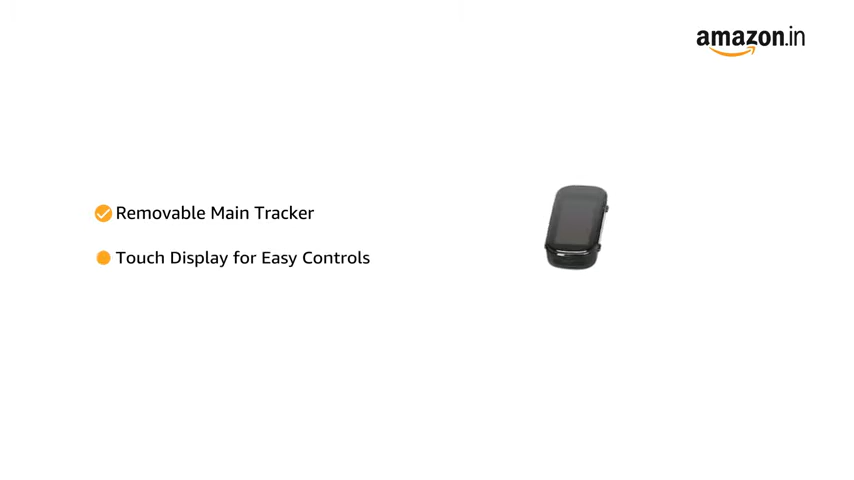 amazon.in
Removable Main Tracker
Touch Display for Easy Controls